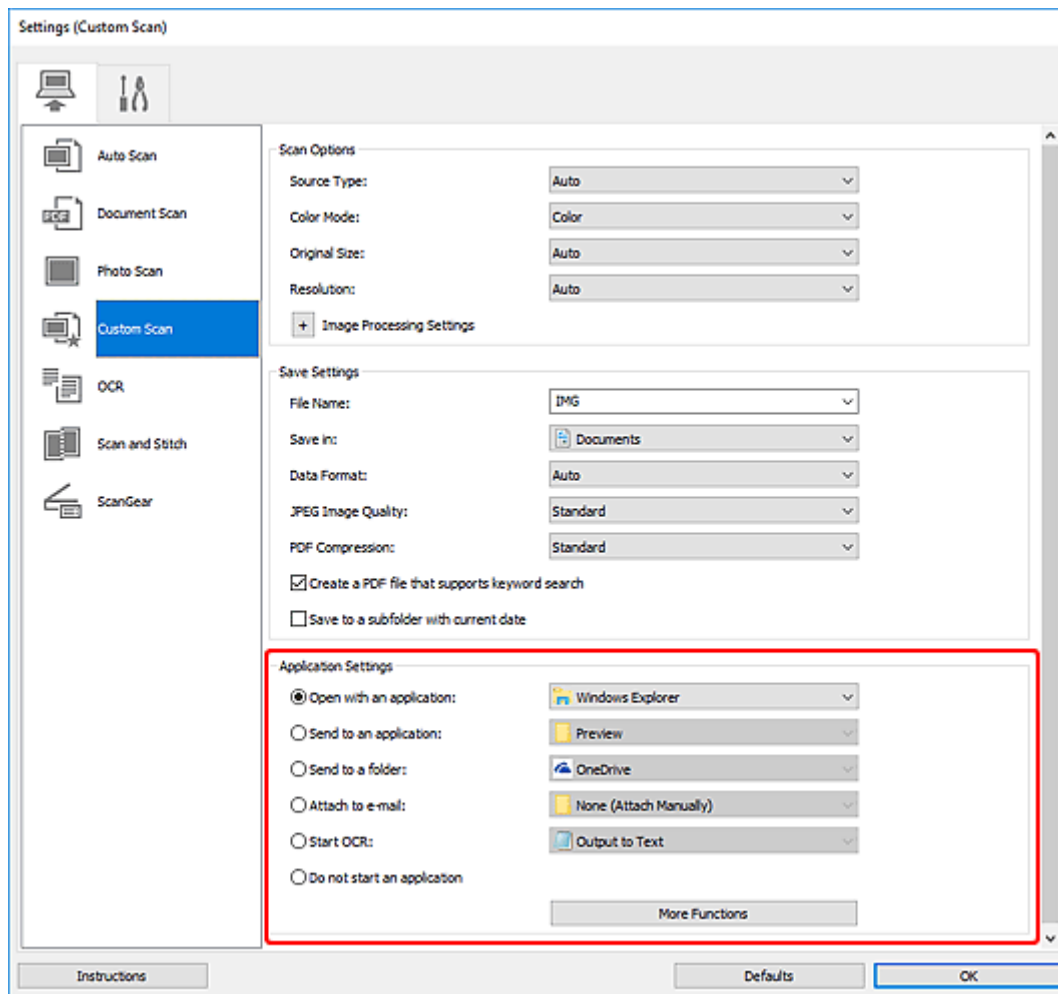 Settings (Custom Scan)
Auto Scan
Document Scan
Photo Scan
Custom Scan
OCR
Scan and Stitch
ScanGear
Scan Options
Source Type: Auto
Color Mode: Color
Original Size: Auto
Resolution: Auto
+ Image Processing Settings
Save Settings
File Name: IMG
Save in: Documents
Data Format: Auto
JPEG Image Quality: Standard
PDF Compression: Standard
Create a PDF file that supports keyword search
Save to a subfolder with current date
Application Settings
Open with an application: Windows Explorer
Send to an application: Preview
Send to a folder: OneDrive
Attach to e-mail: None (Attach Manually)
Start OCR: Output to Text
Do not start an application
More Functions
Instructions Defaults OK